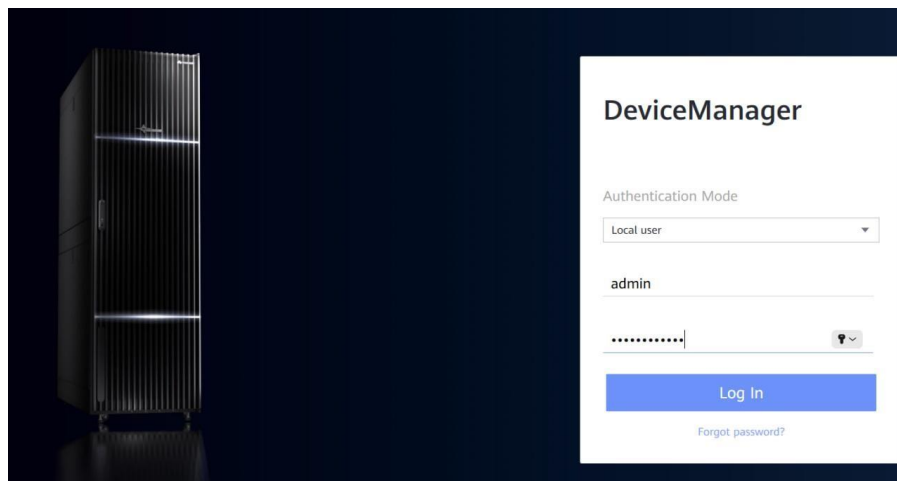 DeviceManager
Authentication Mode
Local user
admin
••••••••••••
Log In
Forgot password?